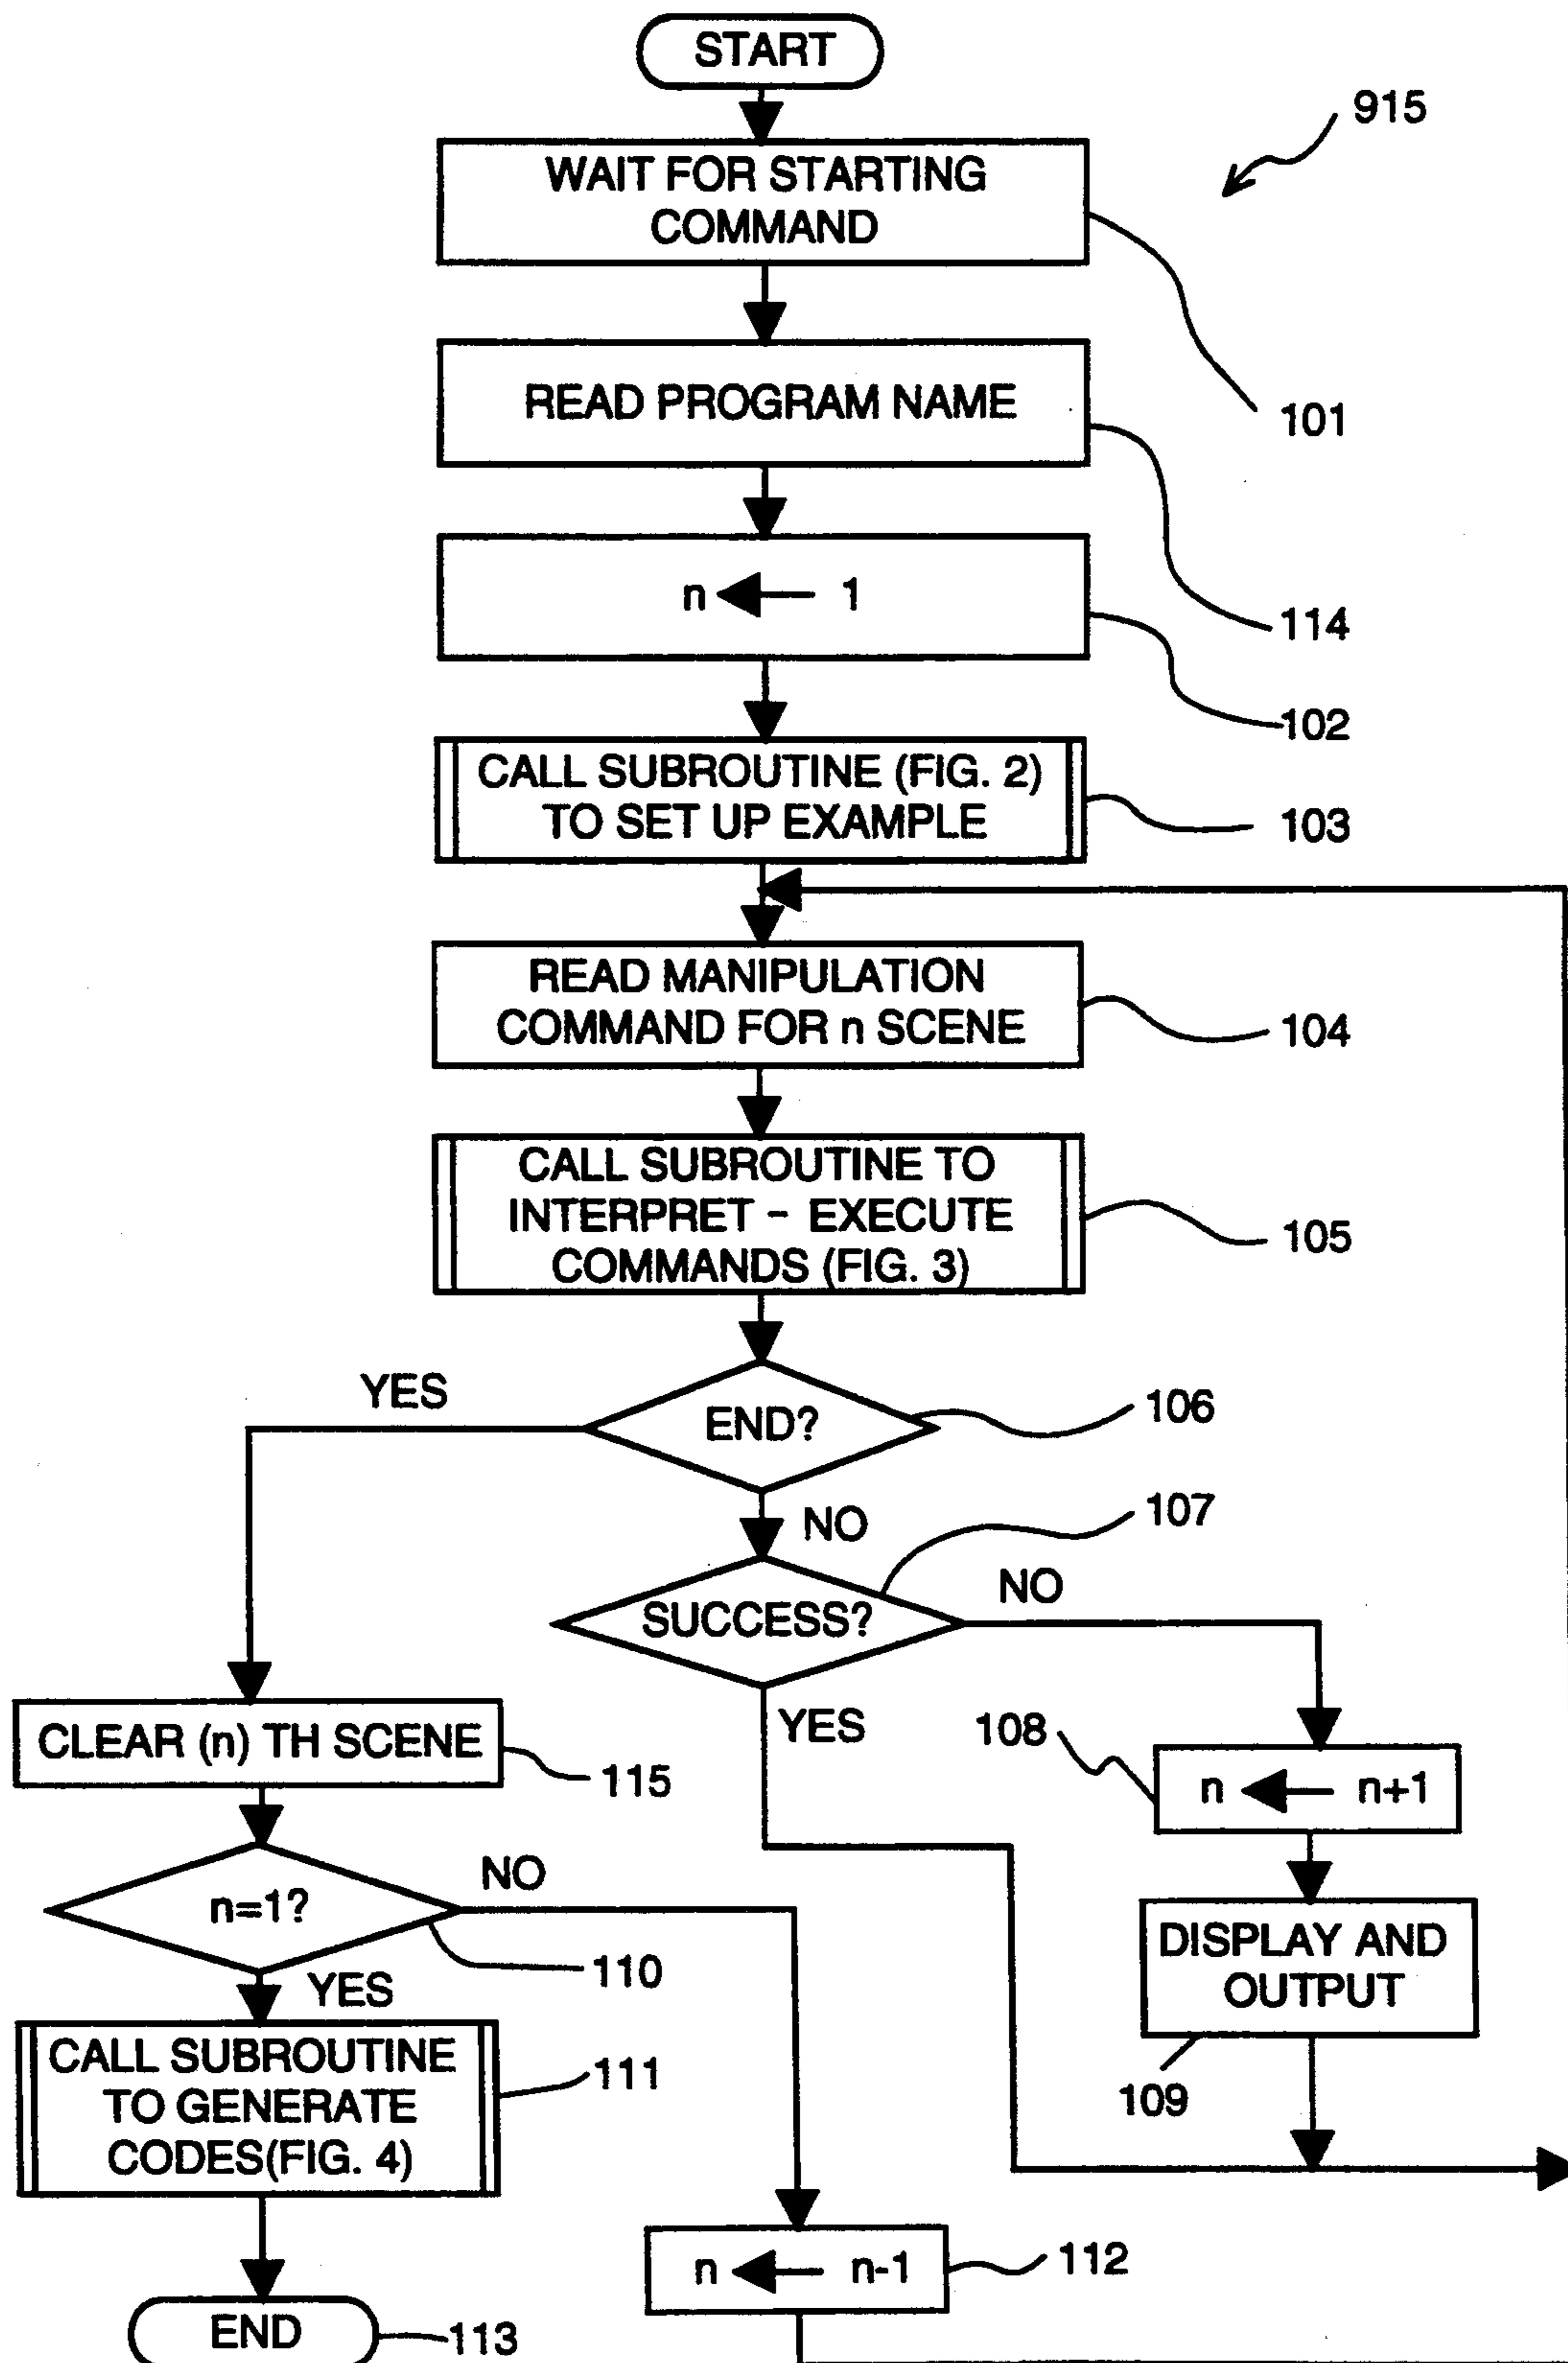 START
915
WAIT FOR STARTING
COMMAND
101
READ PROGRAM NAME
114
n ← 1
102
CALL SUBROUTINE (FIG. 2)
TO SET UP EXAMPLE
103
READ MANIPULATION
COMMAND FOR n SCENE
104
CALL SUBROUTINE TO
INTERPRET - EXECUTE
COMMANDS (FIG. 3)
105
YES
END?
106
NO
107
SUCCESS?
NO
YES
CLEAR (n) TH SCENE
115
108
n ← n+1
n=1?
NO
110
YES
DISPLAY AND
OUTPUT
109
CALL SUBROUTINE
TO GENERATE
CODES(FIG. 4)
111
n ← n-1
112
END
113